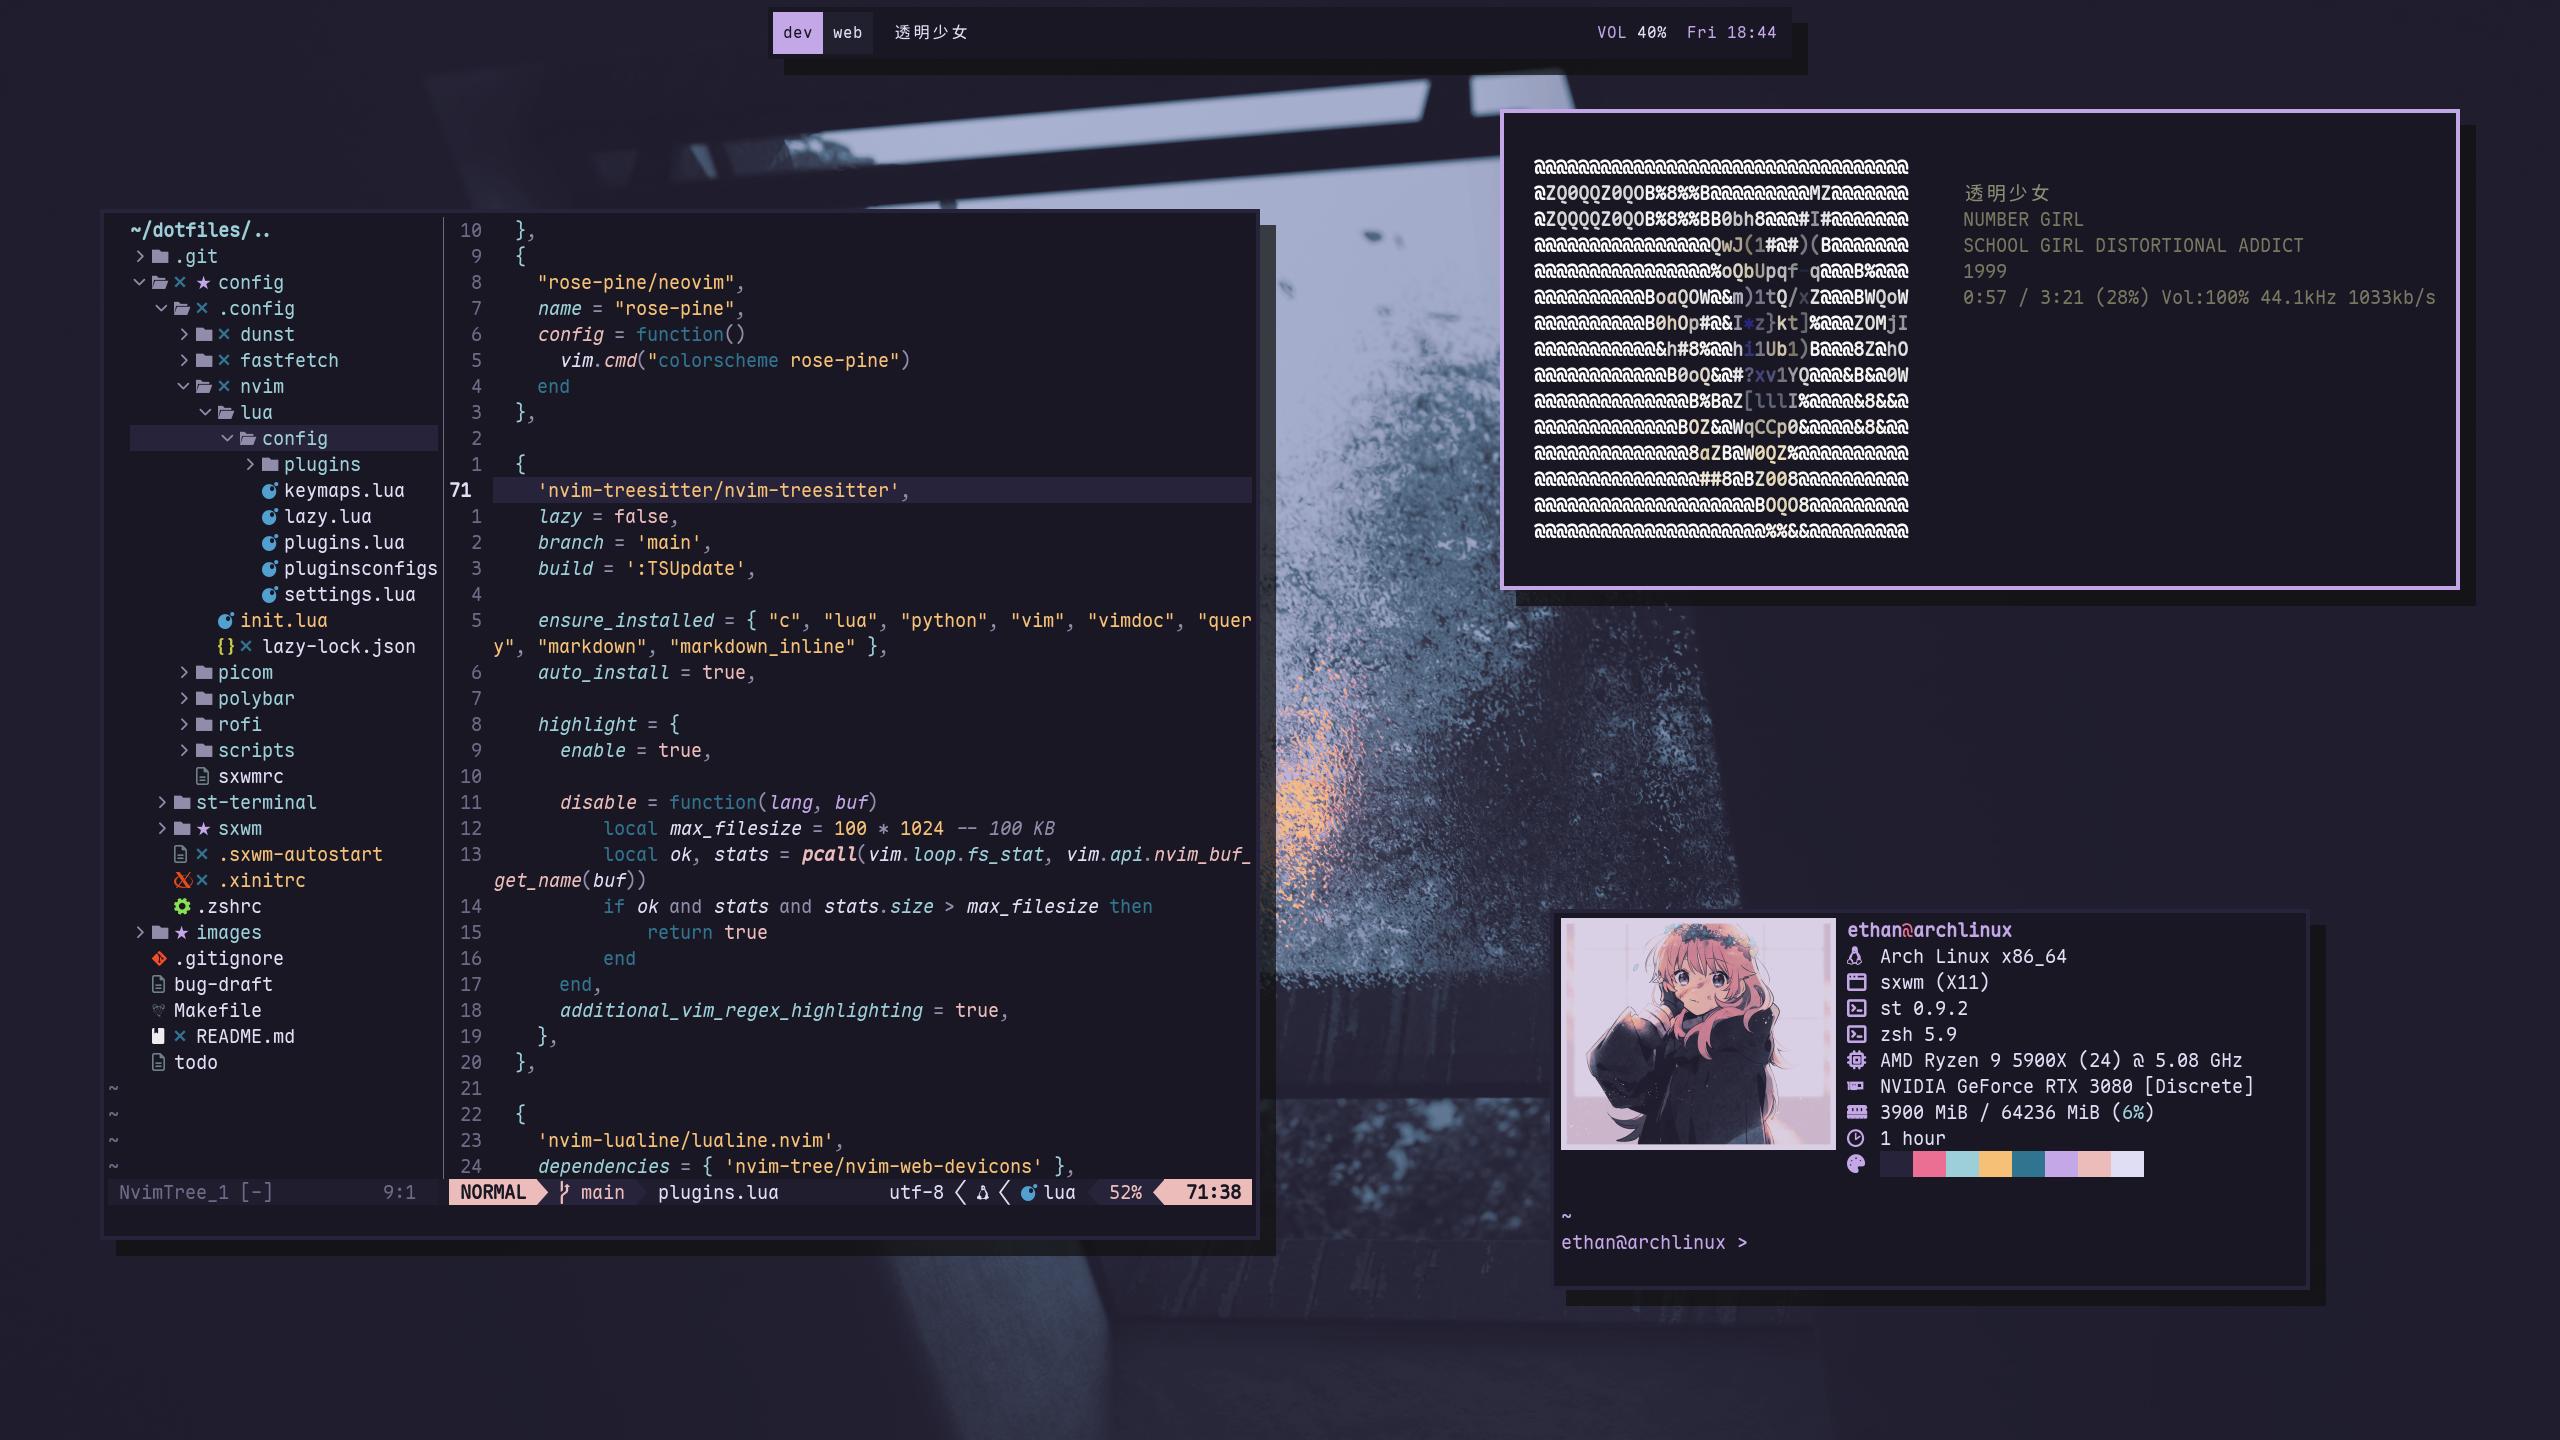 dev web 透明少女 VOL 40% Fri 18:44
~/dotfiles/..
.git
config
.config
dunst
fastfetch
nvim
lua
config
plugins
keymaps.lua
lazy.lua
plugins.lua
pluginsconfigs
settings.lua
init.lua
lazy-lock.json
picom
polybar
rofi
scripts
sxwmrc
st-terminal
sxwm
.sxwm-autostart
.xinitrc
.zshrc
images
.gitignore
bug-draft
Makefile
README.md
todo
~
~
~
~
NvimTree_1 [-] 9:1
10 },
9 {
8 "rose-pine/neovim",
7 name = "rose-pine",
6 config = function()
5 vim.cmd("colorscheme rose-pine")
4 end
3 },
2
1 {
71 'nvim-treesitter/nvim-treesitter',
1 lazy = false,
2 branch = 'main',
3 build = ':TSUpdate',
4
5 ensure_installed = { "c", "lua", "python", "vim", "vimdoc", "quer
y", "markdown", "markdown_inline" },
6 auto_install = true,
7
8 highlight = {
9 enable = true,
10
11 disable = function(lang, buf)
12 local max_filesize = 100 * 1024 -- 100 KB
13 local ok, stats = pcall(vim.loop.fs_stat, vim.api.nvim_buf_
get_name(buf))
14 if ok and stats and stats.size > max_filesize then
15 return true
16 end
17 end,
18 additional_vim_regex_highlighting = true,
19 },
20 },
21
22 {
23 'nvim-lualine/lualine.nvim',
24 dependencies = { 'nvim-tree/nvim-web-devicons' },
NORMAL main plugins.lua utf-8 lua 52% 71:38
透明少女
NUMBER GIRL
SCHOOL GIRL DISTORTIONAL ADDICT
1999
0:57 / 3:21 (28%) Vol:100% 44.1kHz 1033kb/s
ethan@archlinux
Arch Linux x86_64
sxwm (X11)
st 0.9.2
zsh 5.9
AMD Ryzen 9 5900X (24) @ 5.08 GHz
NVIDIA GeForce RTX 3080 [Discrete]
3900 MiB / 64236 MiB (6%)
1 hour
~
ethan@archlinux >